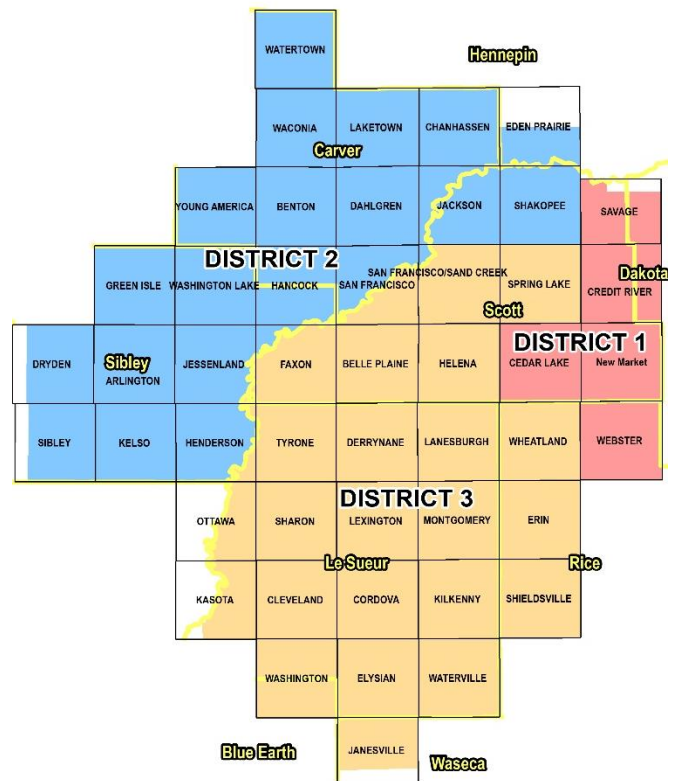 WATERTOWN
Hennepin
WACONIA
LAKETOWN
CHANHASSEN
EDEN PRAIRIE
Carver
YOUNG AMERICA
BENTON
DAHLGREN
JACKSON
SHAKOPEE
SAVAGE
DISTRICT 2
SAN FRANCISCO/SAND CREEK
Dakota
GREEN ISLE
WASHINGTON LAKE
HANCOCK
SAN FRANCISCO
SPRING LAKE
CREDIT RIVER
Scott
DISTRICT 1
DRYDEN
Sibley
ARLINGTON
JESSENLAND
FAXON
BELLE PLAINE
HELENA
CEDAR LAKE
New Market
SIBLEY
KELSO
HENDERSON
TYRONE
DERRYNANE
LANESBURGH
WHEATLAND
WEBSTER
DISTRICT 3
OTTAWA
SHARON
LEXINGTON
MONTGOMERY
ERIN
Le Sueur
Rice
KASOTA
CLEVELAND
CORDOVA
KILKENNY
SHIELDSVILLE
WASHINGTON
ELYSIAN
WATERVILLE
Blue Earth
JANESVILLE
Waseca